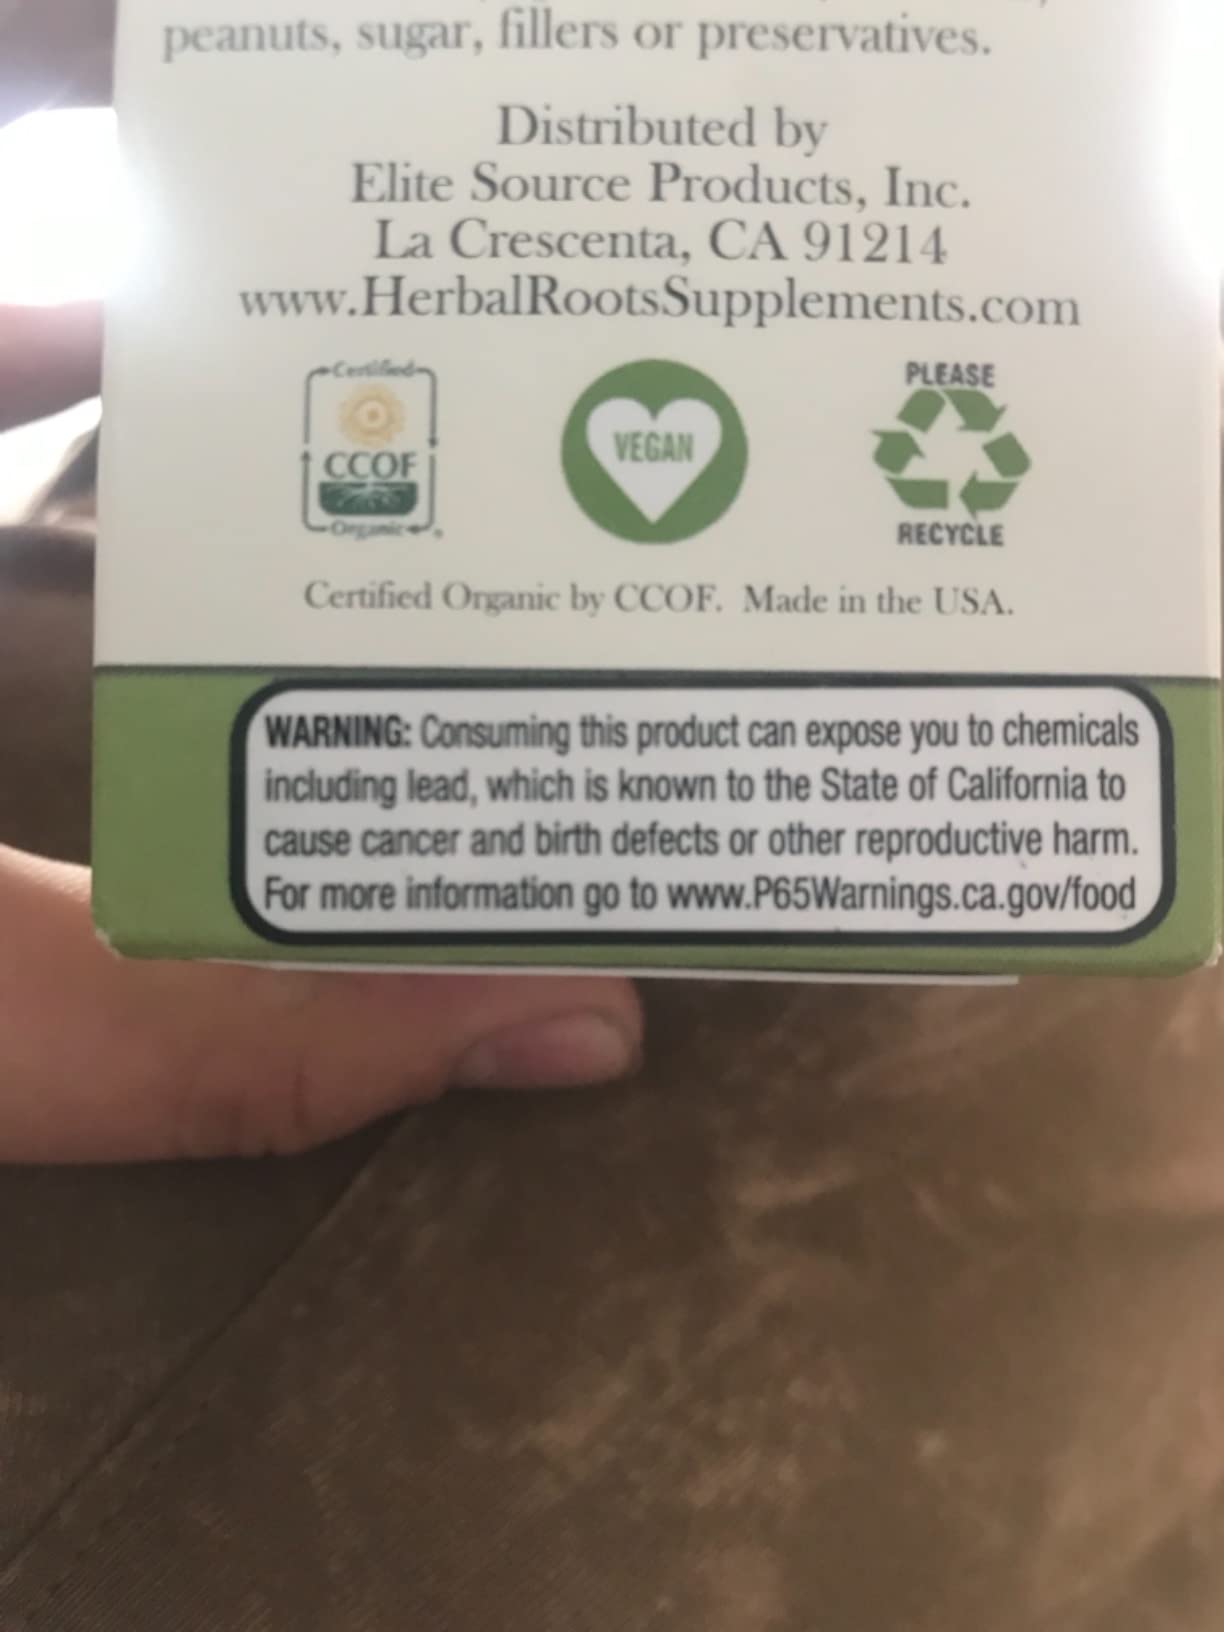 peanuts, sugar, fillers or preservatives.
Distributed by
Elite Source Products, Inc.
La Crescenta, CA 91214
www.HerbalRootsSupplements.com
Certified
CCOF
Organic
VEGAN
PLEASE
RECYCLE
Certified Organic by CCOF. Made in the USA.
WARNING: Consuming this product can expose you to chemicals
including lead, which is known to the State of California to
cause cancer and birth defects or other reproductive harm.
For more information go to www.P65Warnings.ca.gov/food